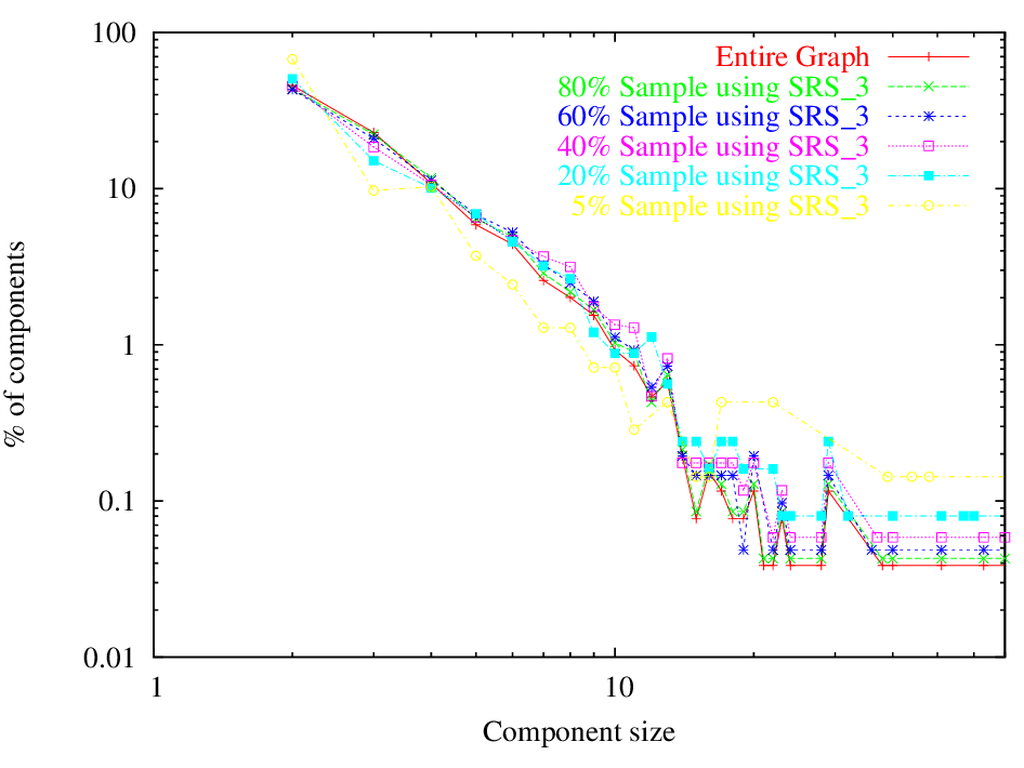 100
10
1
0.1
0.01
% of components
Entire Graph
80% Sample using SRS_3
60% Sample using SRS_3
40% Sample using SRS_3
20% Sample using SRS_3
5% Sample using SRS_3
1
10
Component size